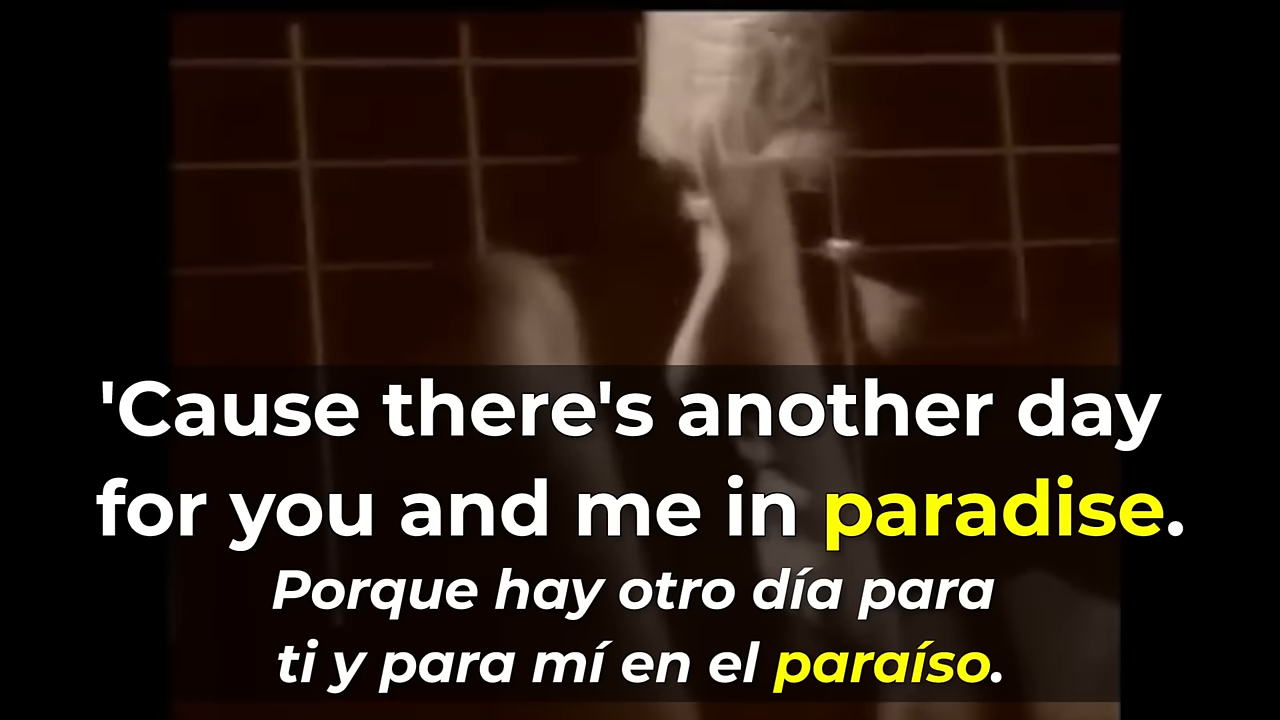 'Cause there's another day
for you and me in paradise.
Porque hay otro día para
ti y para mí en el paraíso.